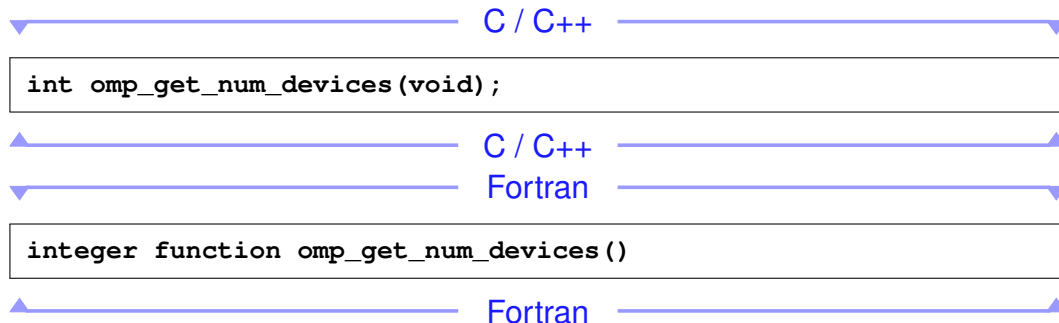 C / C++
int omp_get_num_devices(void);
C / C++
Fortran
integer function omp_get_num_devices()
Fortran